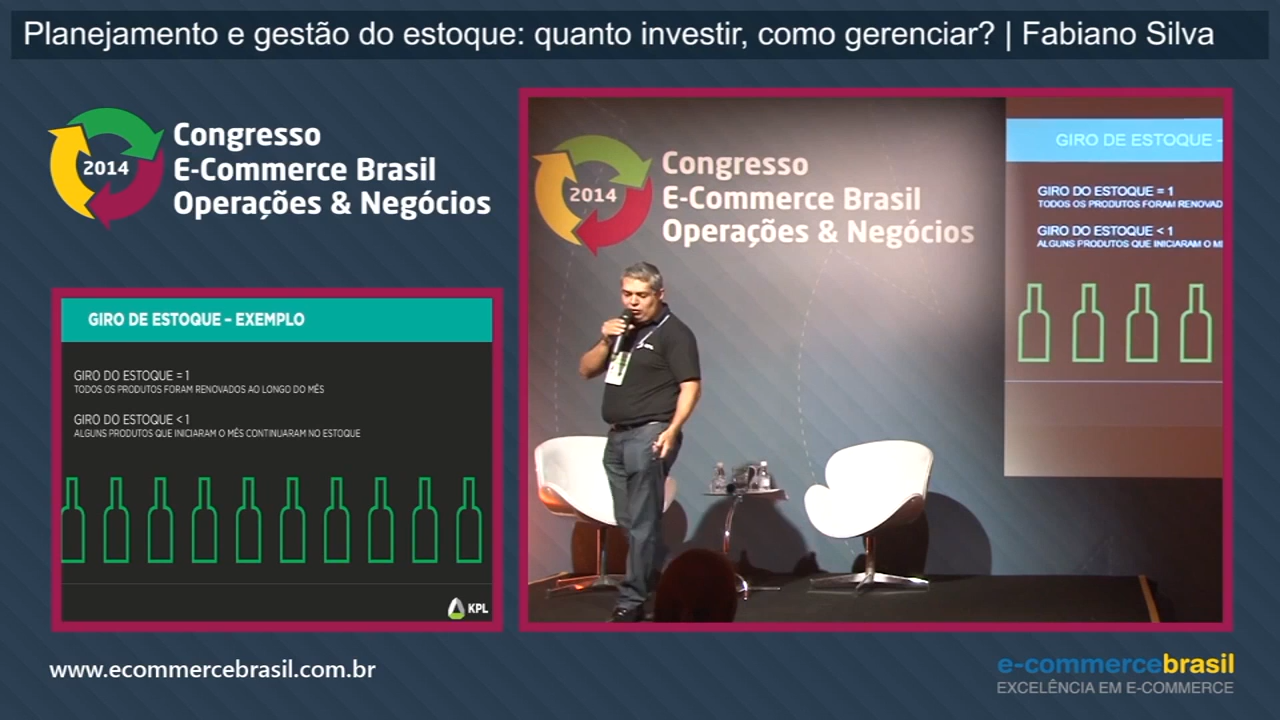 Planejamento e gestão do estoque: quanto investir, como gerenciar? | Fabiano Silva
2014
Congresso
E-Commerce Brasil
Operações & Negócios
GIRO DE ESTOQUE – EXEMPLO
GIRO DO ESTOQUE = 1
TODOS OS PRODUTOS FORAM RENOVADOS AO LONGO DO MÊS
GIRO DO ESTOQUE < 1
ALGUNS PRODUTOS QUE INICIARAM O MÊS CONTINUARAM NO ESTOQUE
KPL
2014
Congresso
E-Commerce Brasil
Operações & Negócios
GIRO DE ESTOQUE -
GIRO DO ESTOQUE = 1
TODOS OS PRODUTOS FORAM RENOVAD
GIRO DO ESTOQUE < 1
ALGUNS PRODUTOS QUE INICIARAM O MÊ
www.ecommercebrasil.com.br
e-commercebrasil
EXCELÊNCIA EM E-COMMERCE